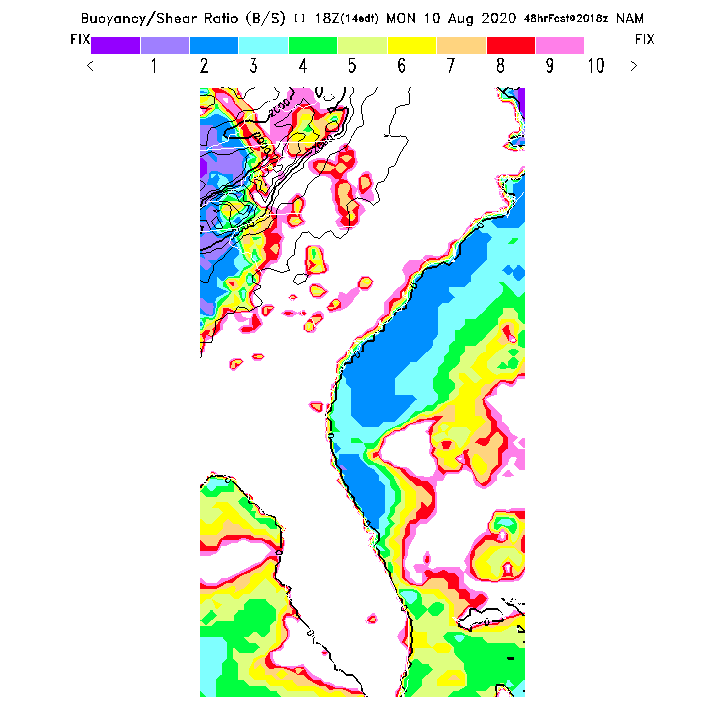 Buoyancy/Shear Ratio (B/S) [] 18Z(14edt) MON 10 Aug 2020 48hrFcst@2018z NAM
FIX FIX
< 1 2 3 4 5 6 7 8 9 10 >
2000